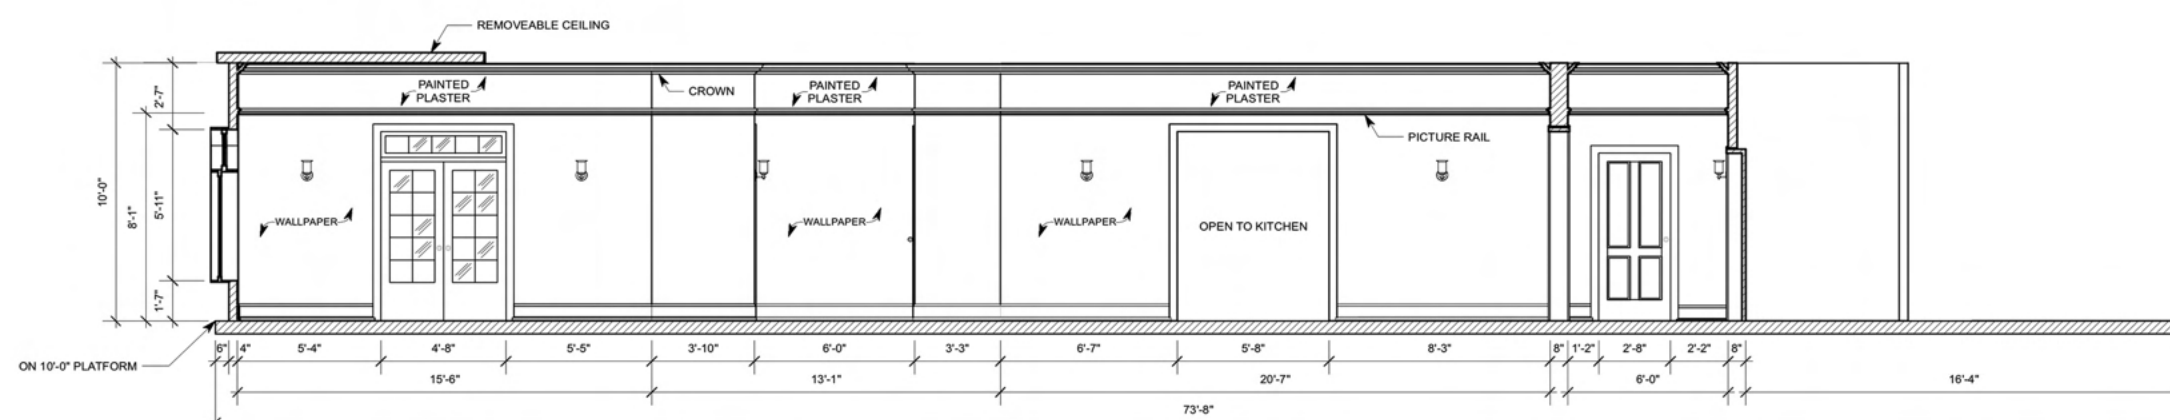 REMOVEABLE CEILING
PAINTED
PLASTER
CROWN
PAINTED
PLASTER
PAINTED
PLASTER
PICTURE RAIL
2'-7"
10'-0"
8'-1"
5'-11"
1'-7"
WALLPAPER
WALLPAPER
WALLPAPER
OPEN TO KITCHEN
ON 10'-0" PLATFORM
6" 4" 5'-4" 4'-8" 5'-5" 3'-10" 6'-0" 3'-3" 6'-7" 5'-8" 8'-3" 8" 1'-2" 2'-8" 2'-2" 8"
15'-6" 13'-1" 20'-7" 6'-0" 16'-4"
73'-8"